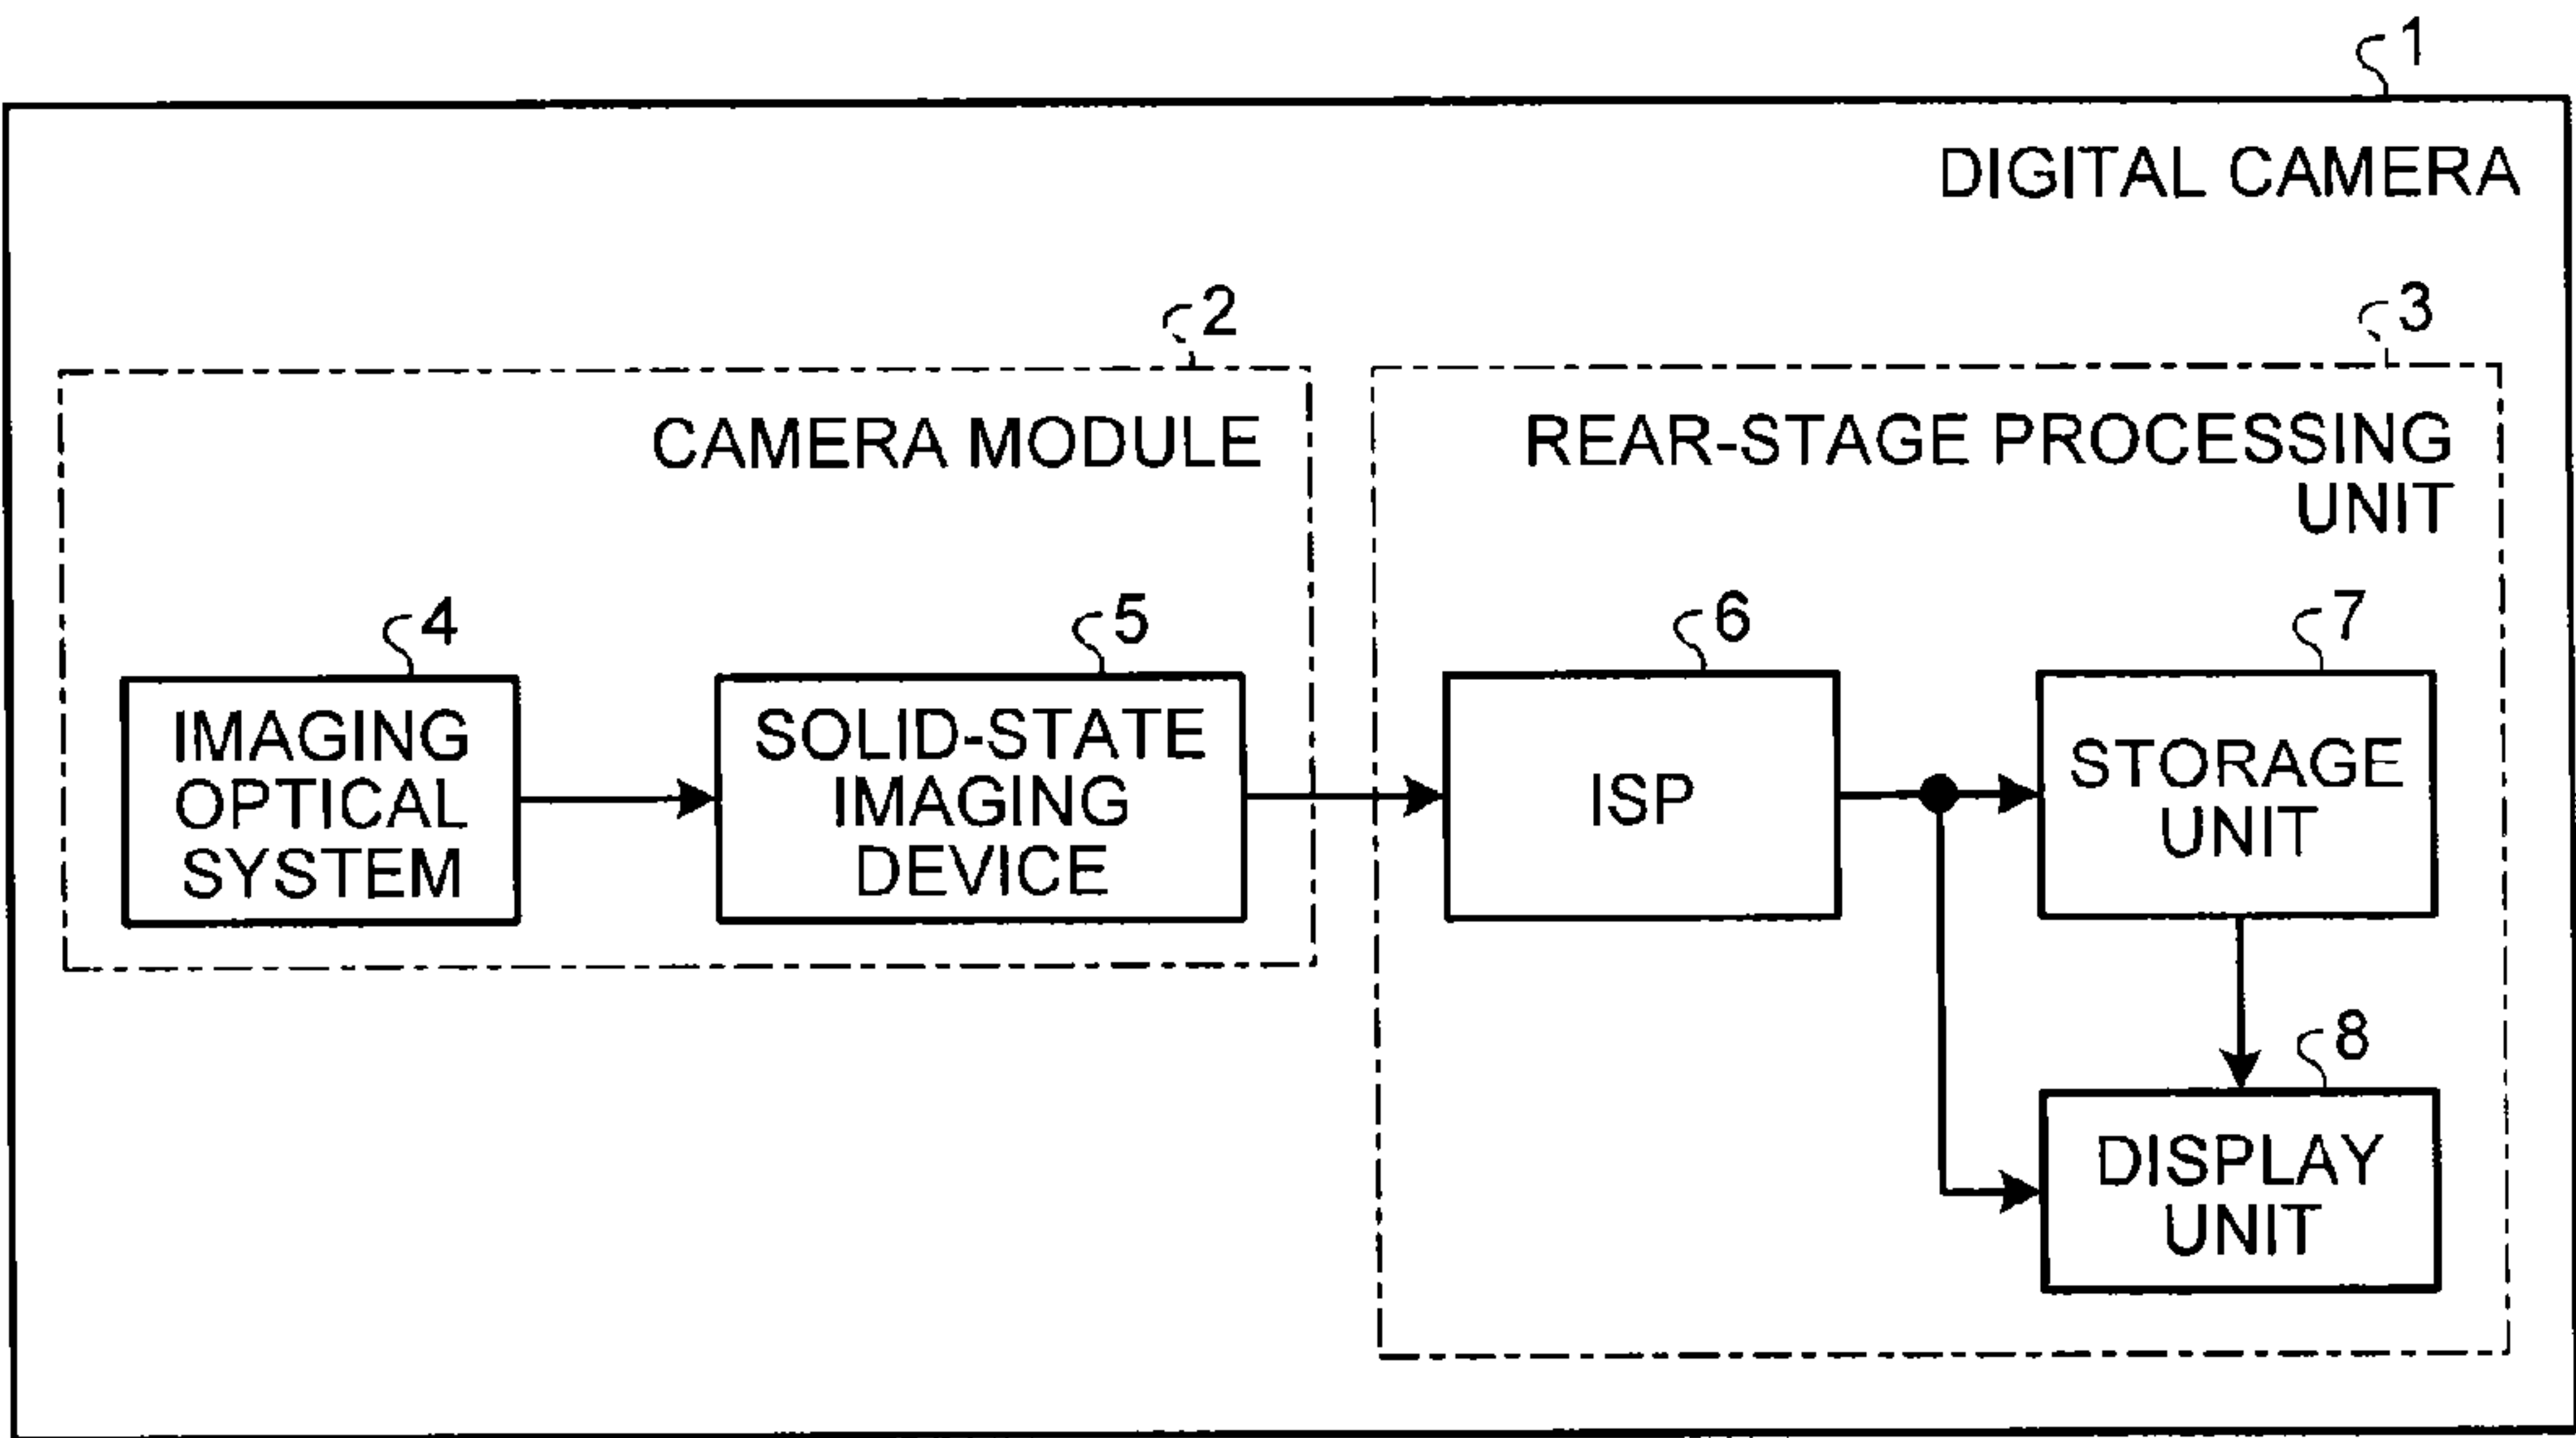 1
DIGITAL CAMERA
2
CAMERA MODULE
4
IMAGING
OPTICAL
SYSTEM
5
SOLID-STATE
IMAGING
DEVICE
3
REAR-STAGE PROCESSING
UNIT
6
ISP
7
STORAGE
UNIT
8
DISPLAY
UNIT